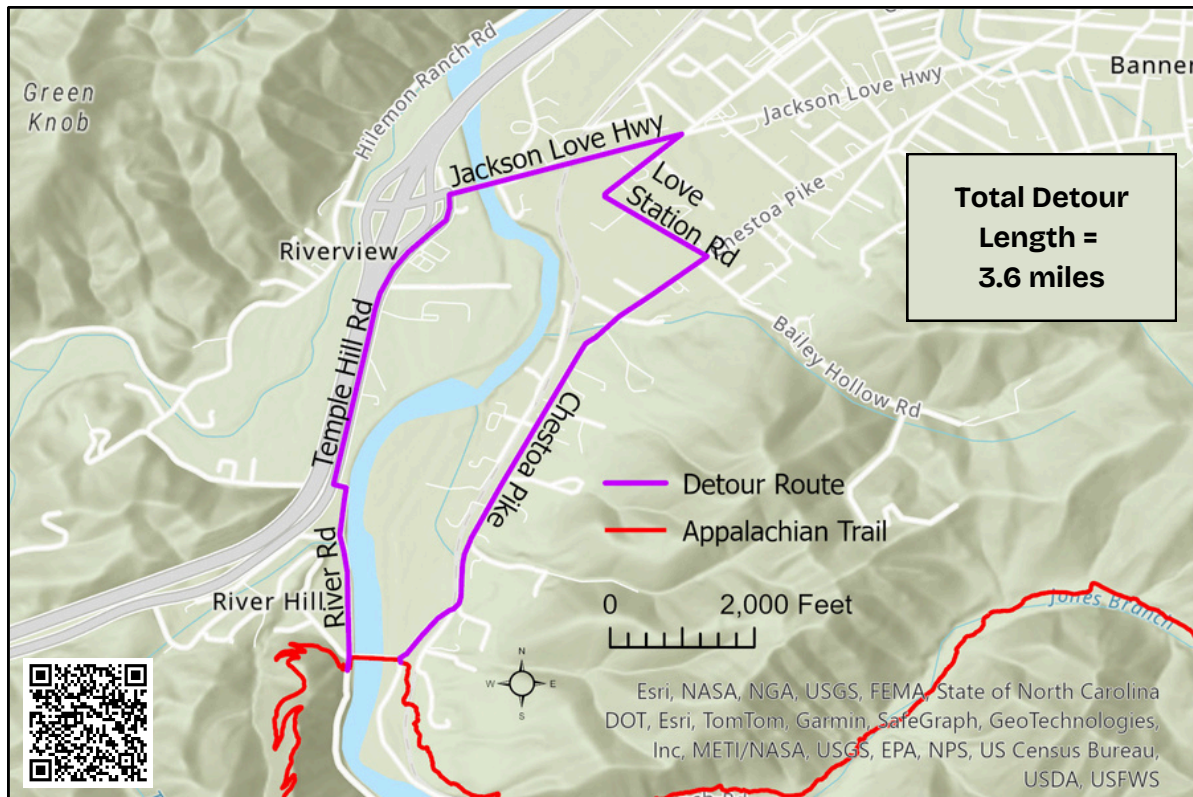 Green
Knob
Hilemon Ranch Rd
Banner
Jackson Love Hwy
Jackson Love Hwy
Love
Station Rd
Chestoa Pike
Total Detour
Length =
3.6 miles
Riverview
Temple Hill Rd
Bailey Hollow Rd
Chestoa Pike
Detour Route
Appalachian Trail
River Rd
River Hill
0 2,000 Feet
Jones Branch
N
W E
S
Esri, NASA, NGA, USGS, FEMA, State of North Carolina
DOT, Esri, TomTom, Garmin, SafeGraph, GeoTechnologies,
Inc, METI/NASA, USGS, EPA, NPS, US Census Bureau,
USDA, USFWS